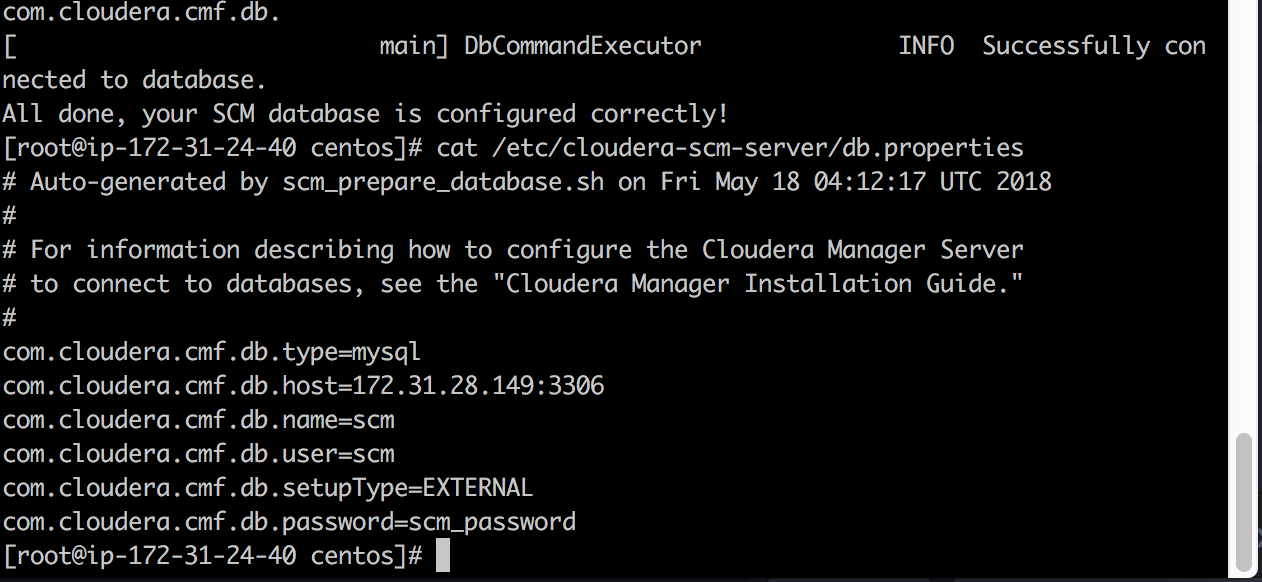 com.cloudera.cmf.db.
[                          main] DbCommandExecutor              INFO  Successfully con
nected to database.
All done, your SCM database is configured correctly!
[root@ip-172-31-24-40 centos]# cat /etc/cloudera-scm-server/db.properties
# Auto-generated by scm_prepare_database.sh on Fri May 18 04:12:17 UTC 2018
#
# For information describing how to configure the Cloudera Manager Server
# to connect to databases, see the "Cloudera Manager Installation Guide."
#
com.cloudera.cmf.db.type=mysql
com.cloudera.cmf.db.host=172.31.28.149:3306
com.cloudera.cmf.db.name=scm
com.cloudera.cmf.db.user=scm
com.cloudera.cmf.db.setupType=EXTERNAL
com.cloudera.cmf.db.password=scm_password
[root@ip-172-31-24-40 centos]#